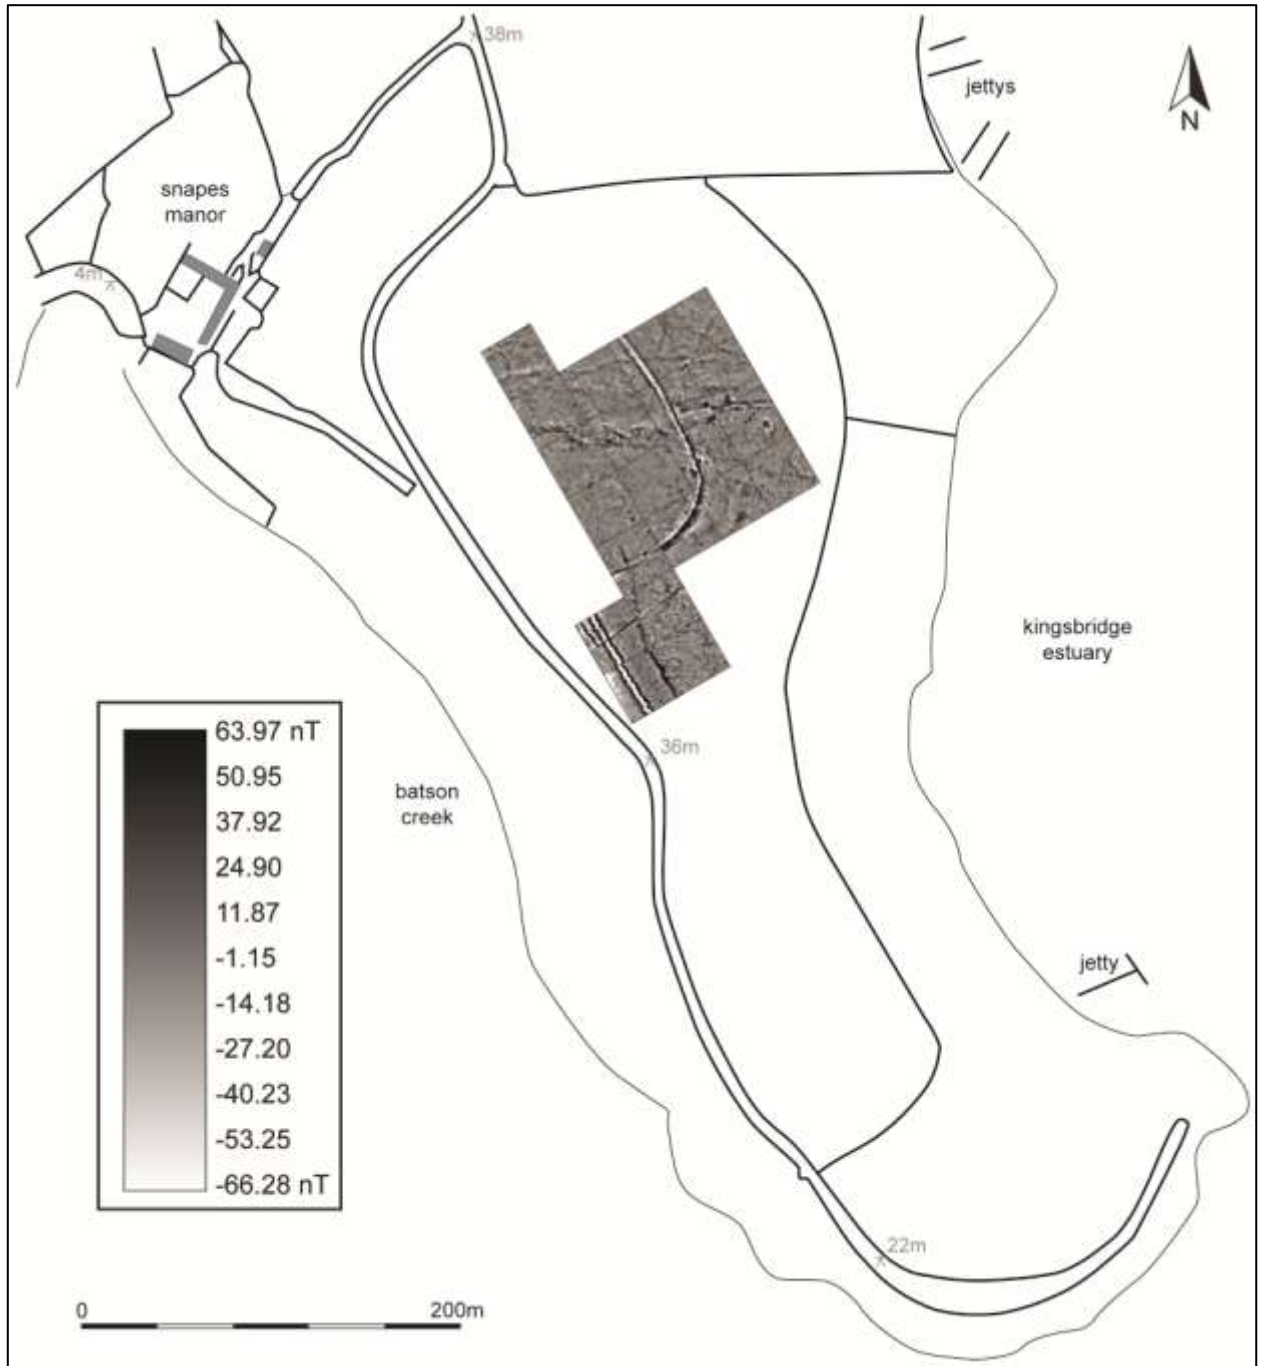 38m
jettys
N
snapes
manor
4m
kingsbridge
estuary
63.97 nT
50.95
37.92
24.90
11.87
-1.15
-14.18
-27.20
-40.23
-53.25
-66.28 nT
36m
batson
creek
jetty
22m
0
200m